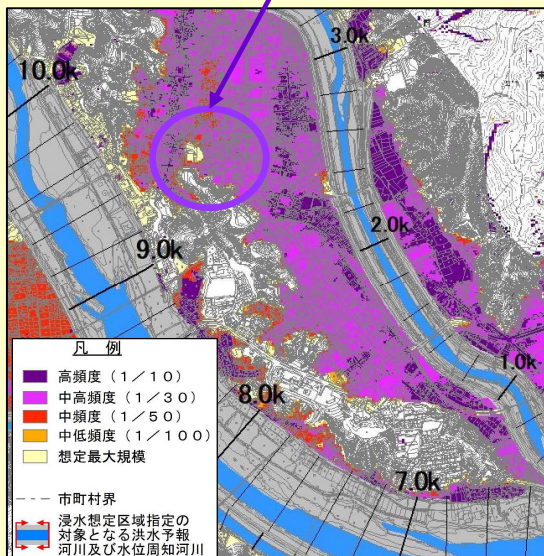 3.0k
10.0k
2.0k
9.0k
1.0k
8.0k
7.0k
凡 例
高頻度（1／10）
中高頻度（1／30）
中頻度（1／50）
中低頻度（1／100）
想定最大規模
市町村界
浸水想定区域指定の
対象となる洪水予報
河川及び水位周知河川